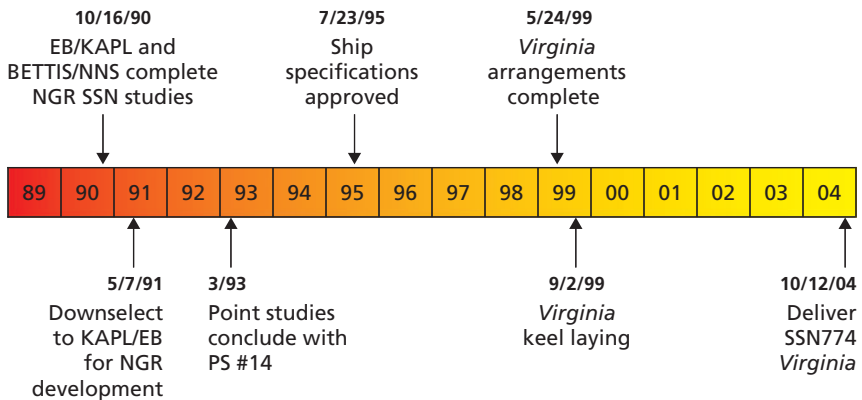 10/16/90
EB/KAPL and
BETTIS/NNS complete
NGR SSN studies
7/23/95
Ship
specifications
approved
5/24/99
Virginia
arrangements
complete
89 90 91 92 93 94 95 96 97 98 99 00 01 02 03 04
5/7/91
Downselect
to KAPL/EB
for NGR
development
3/93
Point studies
conclude with
PS #14
9/2/99
Virginia
keel laying
10/12/04
Deliver
SSN774
Virginia